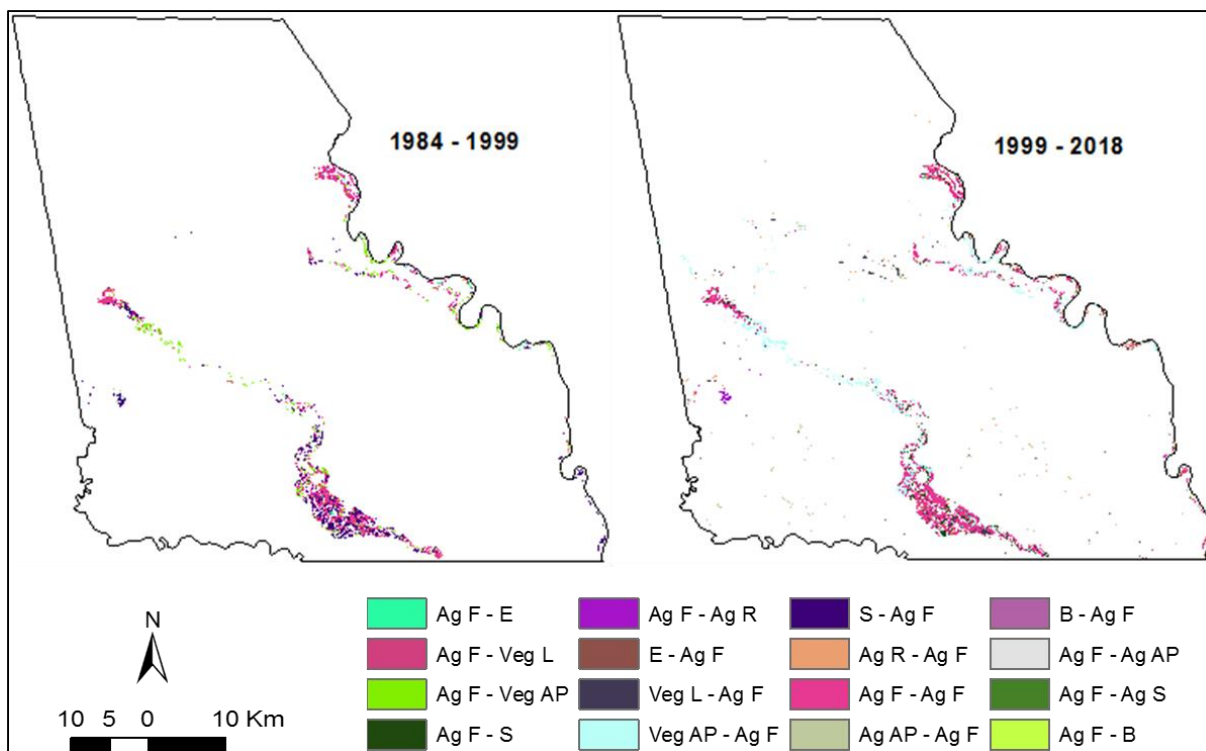 1984 - 1999
1999 - 2018
Ag F - E
Ag F - Ag R
S - Ag F
B - Ag F
Ag F - Veg L
E - Ag F
Ag R - Ag F
Ag F - Ag AP
Ag F - Veg AP
Veg L - Ag F
Ag F - Ag F
Ag F - Ag S
Ag F - S
Veg AP - Ag F
Ag AP - Ag F
Ag F - B
N
10 5 0 10 Km